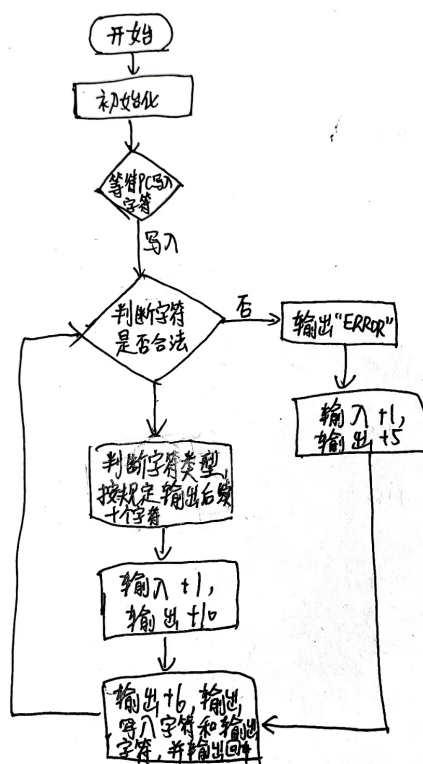 开始
初始化
等待PC写入
字符
写入
判断字符
是否合法
否
输出"ERROR"
输入+1,
输出+5
判断字符类型,
按规定输出后续
十个字符
输入+1,
输出+10
输出+6,输出
写入字符和输出
字符,并输出回车